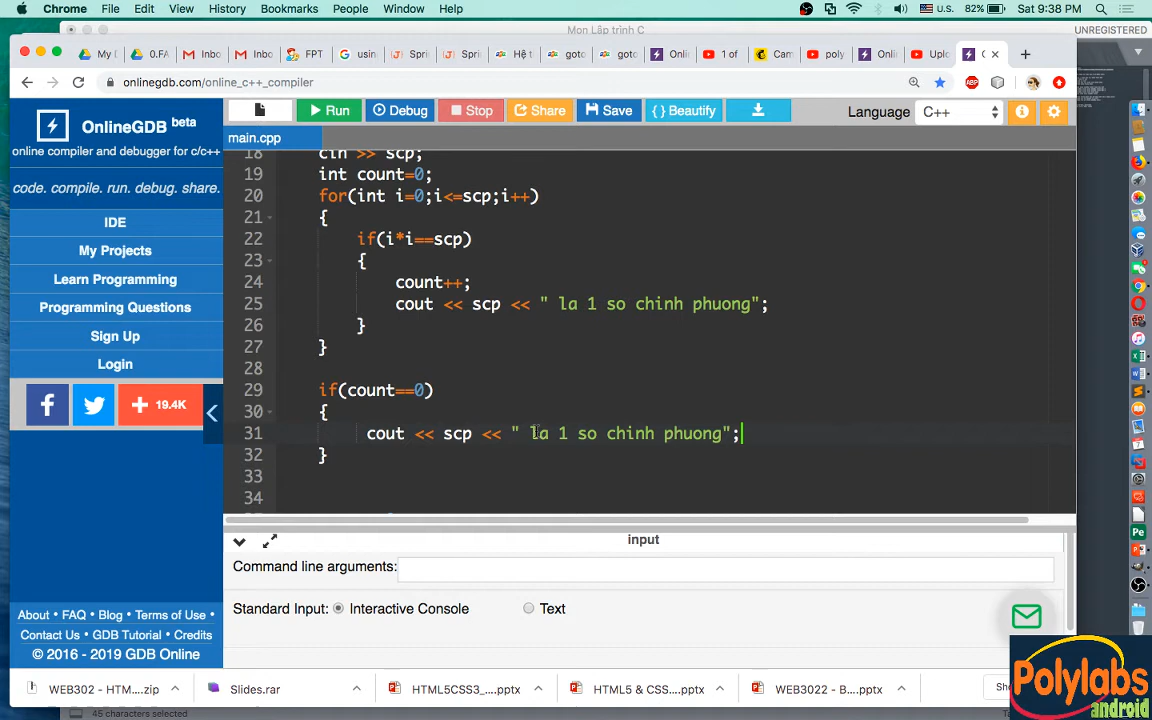 Chrome File Edit View History Bookmarks People Window Help U.S. 82% Sat 9:38 PM
Mon Lập trình C UNREGISTERED
My I 0.FA Inbo Inbo FPT usin Spri Spri Hệ t goto goto Onli 1 of Cam poly Onli Uplo
onlinegdb.com/online_c++_compiler
OnlineGDB beta
online compiler and debugger for c/c++
code. compile. run. debug. share.
IDE
My Projects
Learn Programming
Programming Questions
Sign Up
Login
19.4K
About • FAQ • Blog • Terms of Use •
Contact Us • GDB Tutorial • Credits
© 2016 - 2019 GDB Online
Run Debug Stop Share Save { } Beautify Language C++
main.cpp
18 cin >> scp;
19 int count=0;
20 for(int i=0;i<=scp;i++)
21 {
22 if(i*i==scp)
23 {
24 count++;
25 cout << scp << " la 1 so chinh phuong";
26 }
27 }
28
29 if(count==0)
30 {
31 cout << scp << " la 1 so chinh phuong";
32 }
33
34
input
Command line arguments:
Standard Input: Interactive Console Text
WEB302 - HTM....zip Slides.rar HTML5CSS3_....pptx HTML5 & CSS....pptx WEB3022 - B....pptx
45 characters selected
Polylabs
android